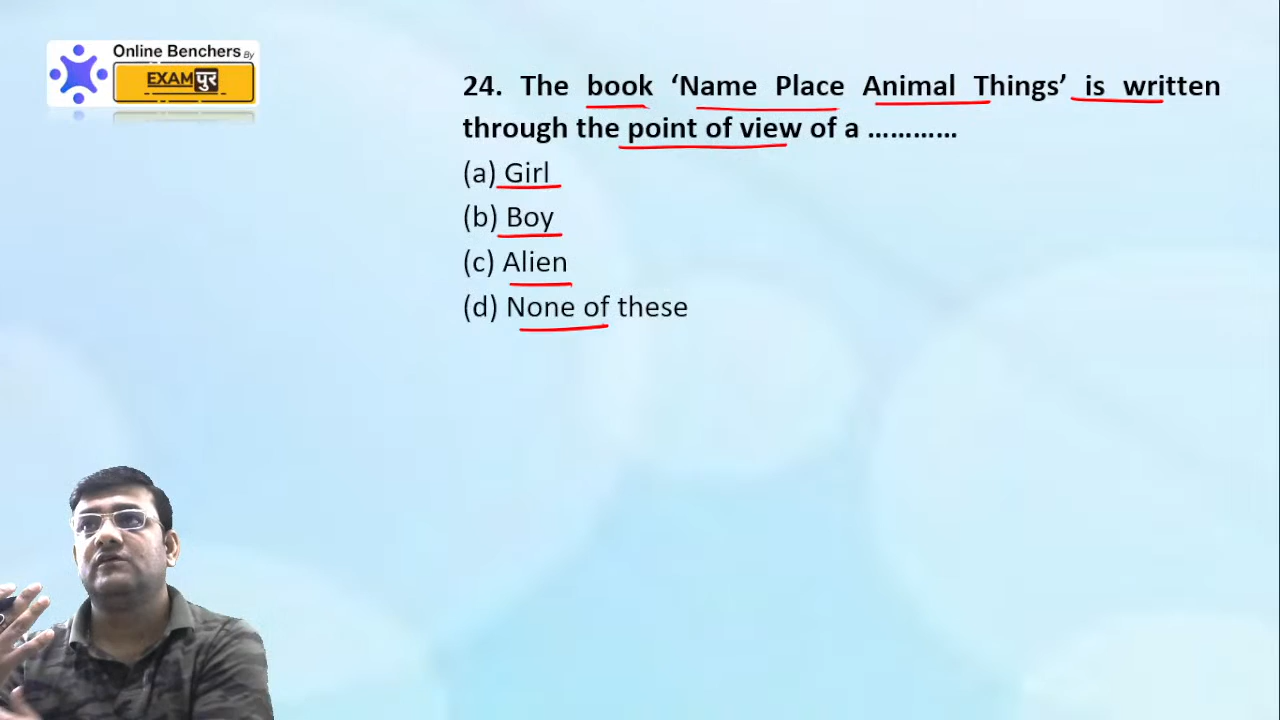 Online Benchers By
EXAMपुर
24. The book ‘Name Place Animal Things’ is written
through the point of view of a …………
(a) Girl
(b) Boy
(c) Alien
(d) None of these